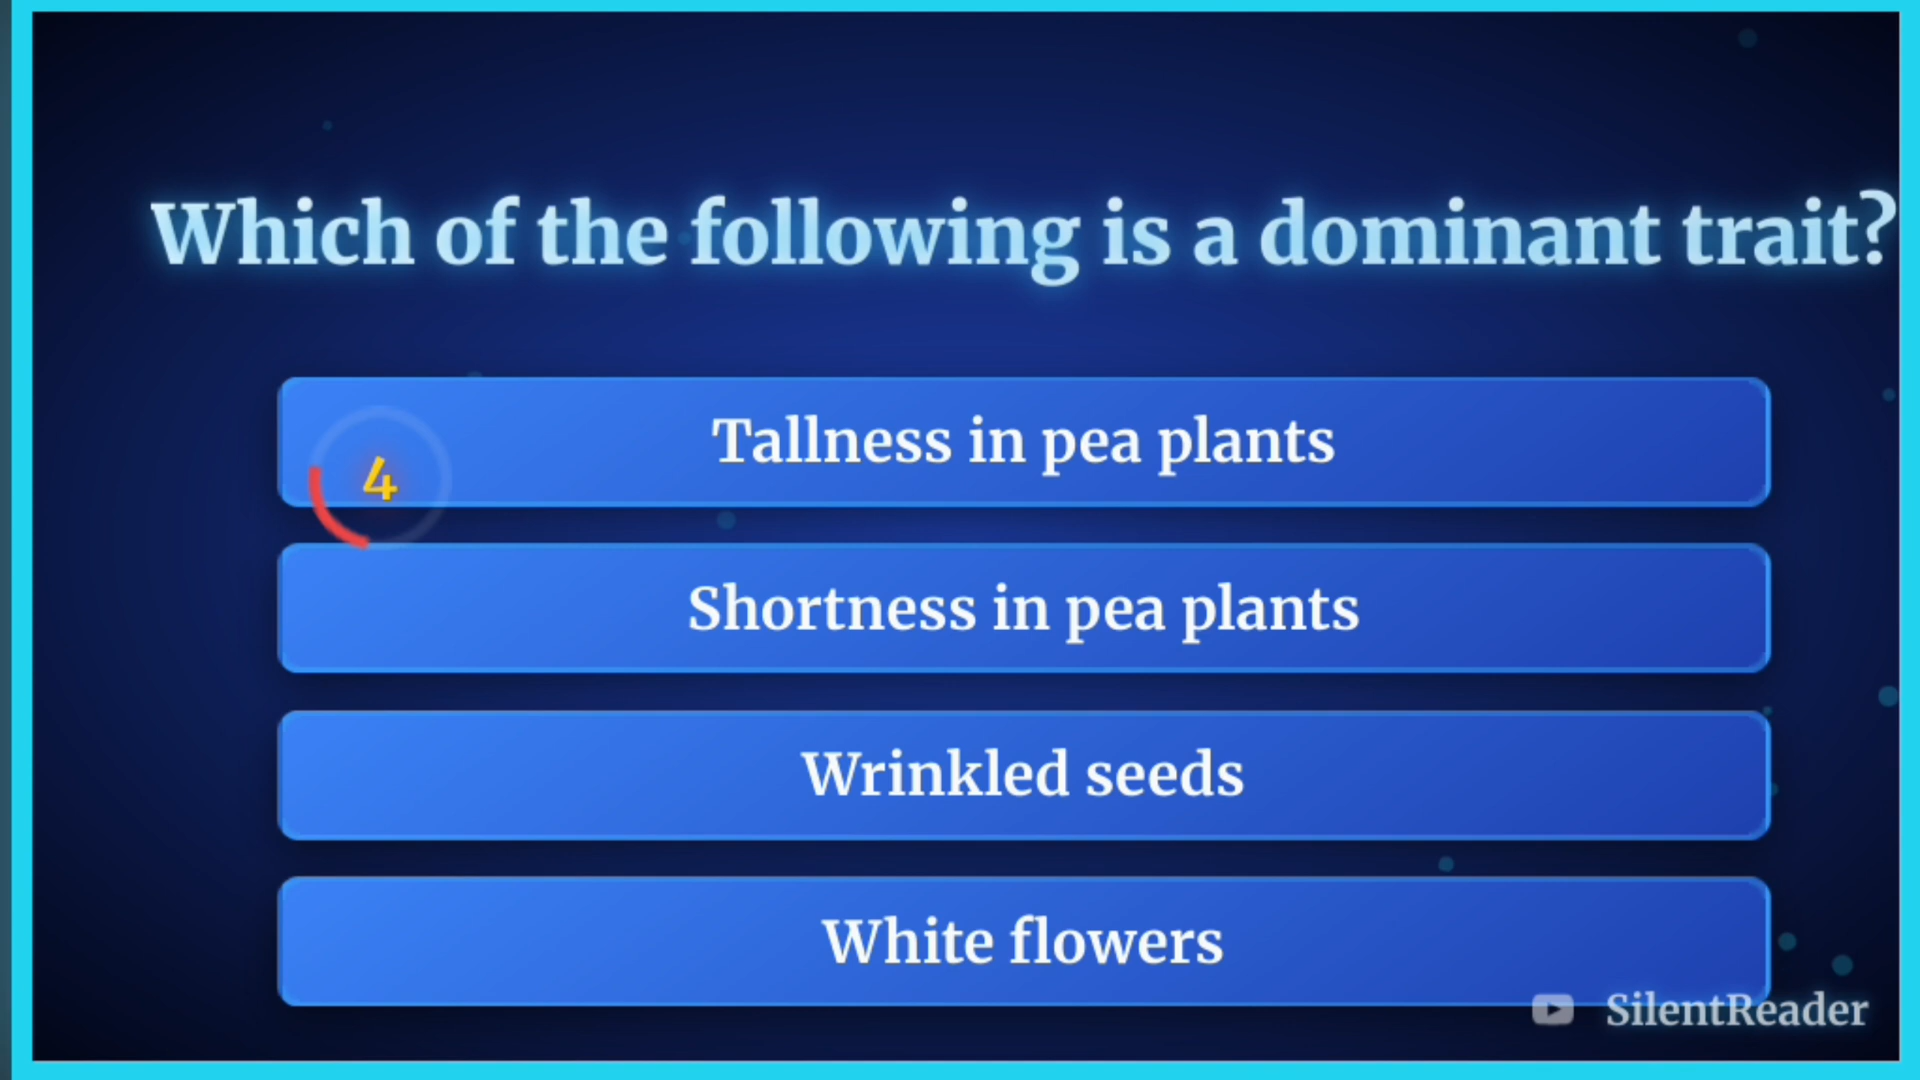 Which of the following is a dominant trait?
Tallness in pea plants
4
Shortness in pea plants
Wrinkled seeds
White flowers
SilentReader